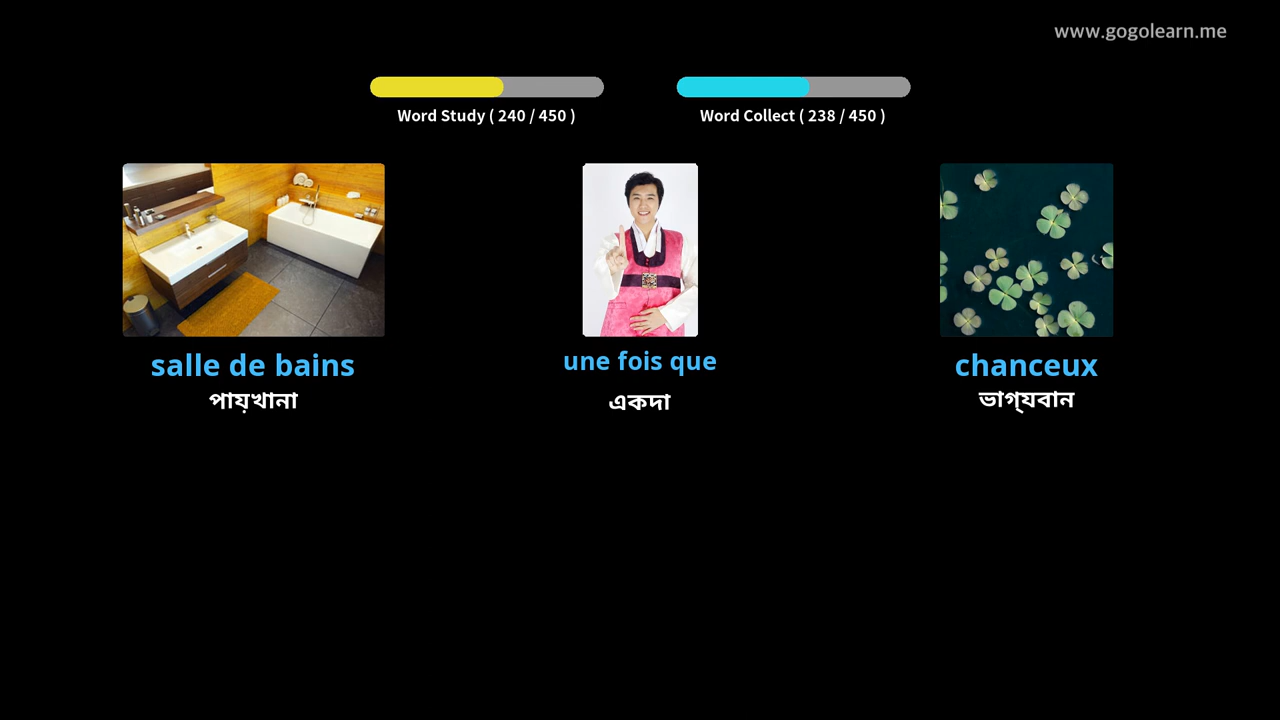 www.gogolearn.me
Word Study ( 240 / 450 )
Word Collect ( 238 / 450 )
salle de bains
পায়খানা
une fois que
একদা
chanceux
ভাগ্যবান